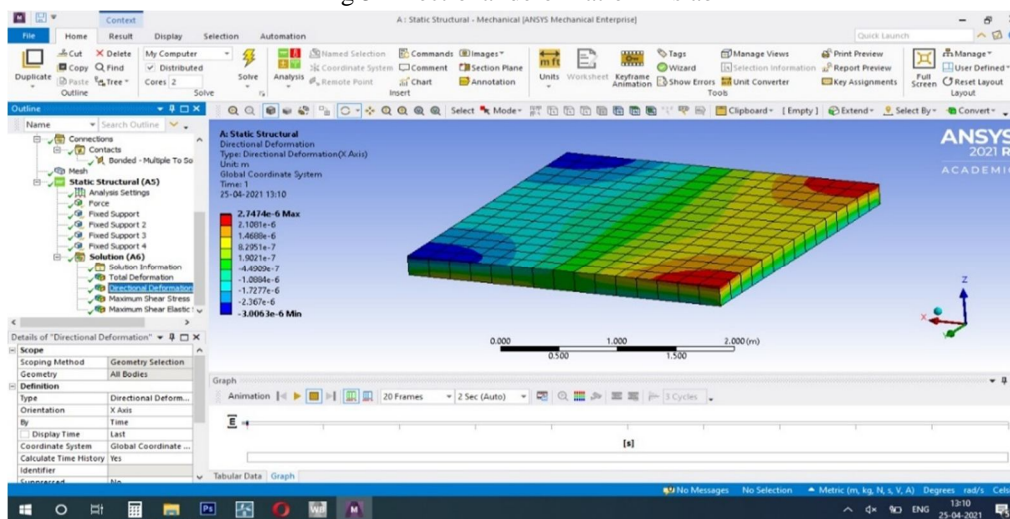 Context
A : Static Structural - Mechanical [ANSYS Mechanical Enterprise]
File Home Result Display Selection Automation
Quick Launch
Duplicate
Cut
Copy
Paste
Delete
Find
Tree
Outline
My Computer
Distributed
Cores 2
Solve
Solve
Analysis
Named Selection
Coordinate System
Remote Point
Commands
Comment
Chart
Images
Section Plane
Annotation
Insert
Units
Worksheet
Keyframe
Animation
Tags
Wizard
Show Errors
Manage Views
Selection Information
Unit Converter
Print Preview
Report Preview
Key Assignments
Tools
Full
Screen
Manage
User Defined
Reset Layout
Layout
Outline
Select Mode Clipboard [ Empty ] Extend Select By Convert
Name Search Outline
Connections
Contacts
Bonded - Multiple To So
Mesh
Static Structural (A5)
Analysis Settings
Force
Fixed Support
Fixed Support 2
Fixed Support 3
Fixed Support 4
Solution (A6)
Solution Information
Total Deformation
Directional Deformation
Maximum Shear Stress
Maximum Shear Elastic
A: Static Structural
Directional Deformation
Type: Directional Deformation(X Axis)
Unit: m
Global Coordinate System
Time: 1
25-04-2021 13:10
2.7474e-6 Max
2.1081e-6
1.4688e-6
8.2951e-7
1.9021e-7
-4.4909e-7
-1.0884e-6
-1.7277e-6
-2.367e-6
-3.0063e-6 Min
ANSYS
2021 R
ACADEMIC
Z
X
0.000 1.000 2.000 (m)
0.500 1.500
Details of "Directional Deformation"
Scope
Scoping Method Geometry Selection
Geometry All Bodies
Definition
Type Directional Deform...
Orientation X Axis
By Time
Display Time Last
Coordinate System Global Coordinate ...
Calculate Time History Yes
Identifier
Suppressed No
Graph
Animation 20 Frames 2 Sec (Auto) 3 Cycles
[s]
Tabular Data Graph
No Messages No Selection Metric (m, kg, N, s, V, A) Degrees rad/s Cels
Ps
ENG
13:10
25-04-2021